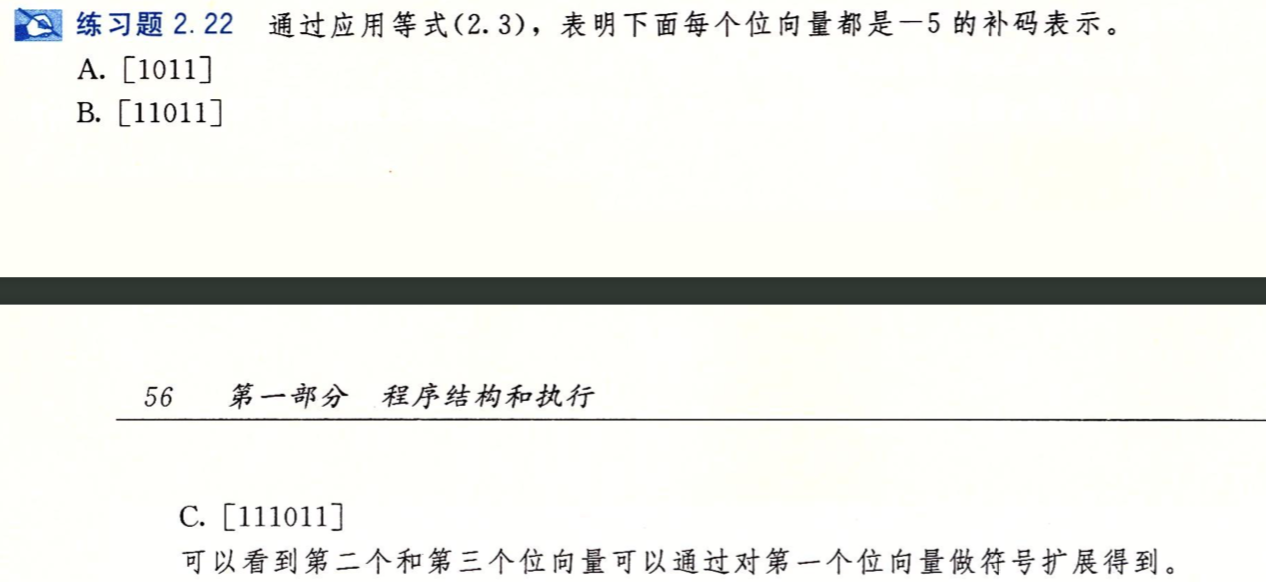 练习题 2.22 通过应用等式(2.3)，表明下面每个位向量都是－5 的补码表示。
A. [1011]
B. [11011]
56 第一部分 程序结构和执行
C. [111011]
可以看到第二个和第三个位向量可以通过对第一个位向量做符号扩展得到。